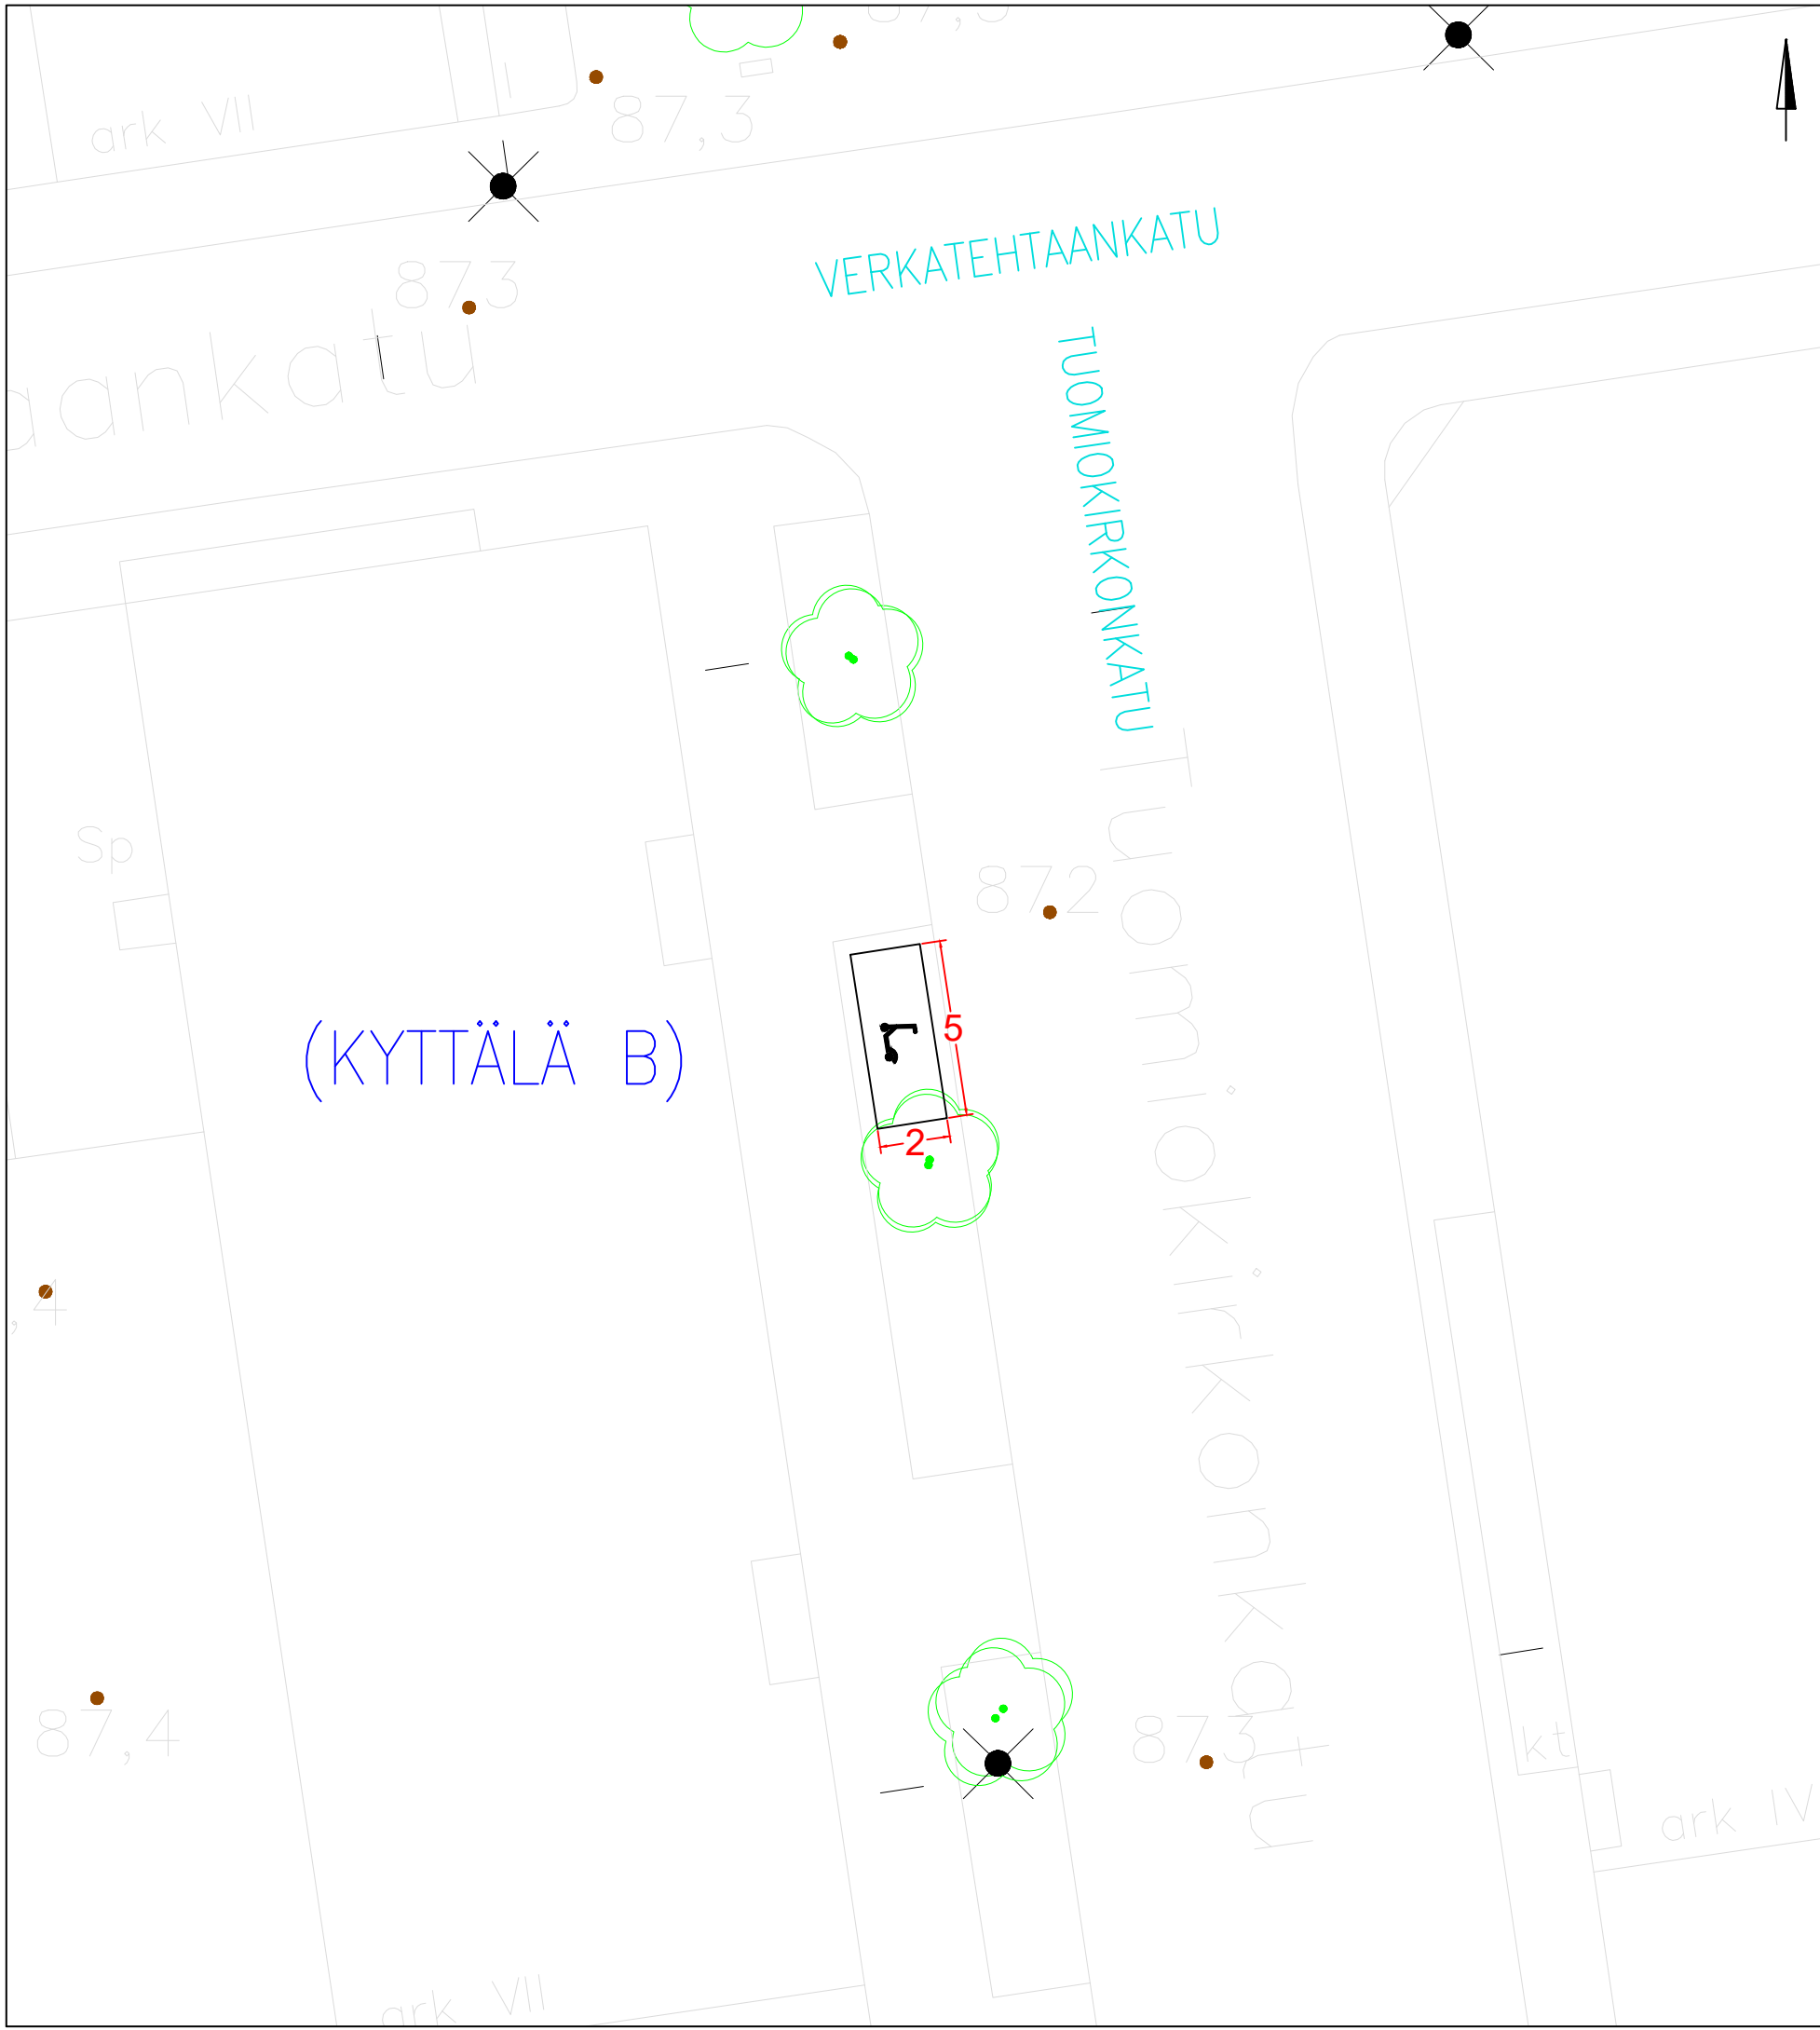 ark VII
87,3
VERKATEHTAANKATU
87,3
aankatu
TUOMIOKIRKONKATU
Sp
87,2
5
(KYTTÄLÄ B)
2
Tuomiokirkonkatu
,4
87,4
87,3
kt
ark IV
ark VII